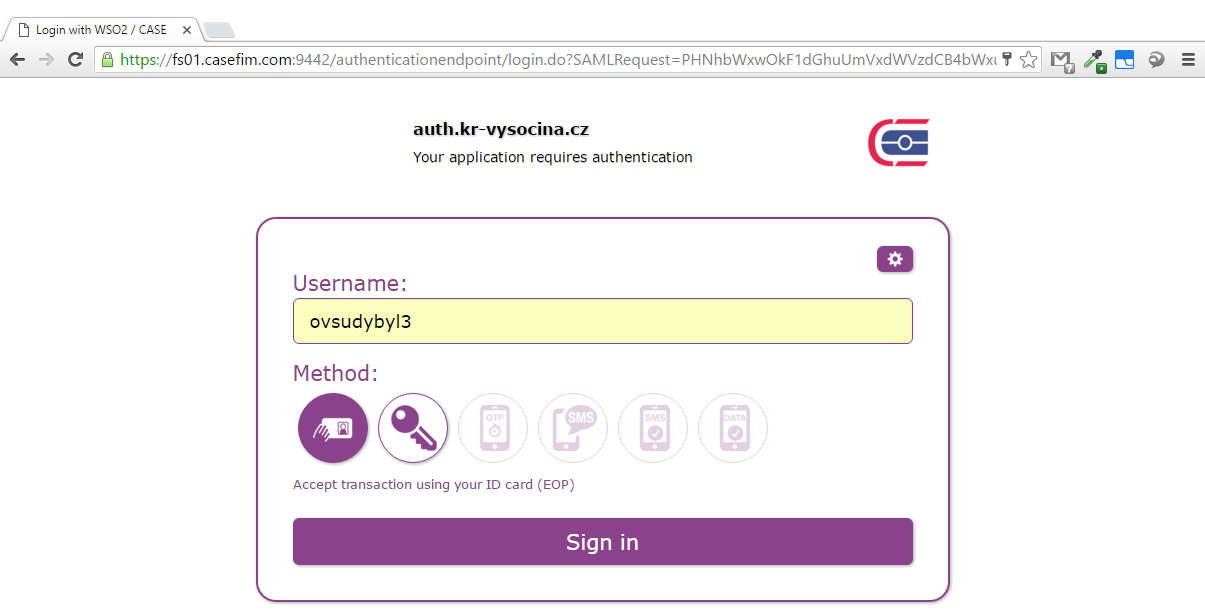 Login with WSO2 / CASE
https://fs01.casefim.com:9442/authenticationendpoint/login.do?SAMLRequest=PHNhbWxwOkF1dGhuUmVxdWVzdCB4bWxu
auth.kr-vysocina.cz
Your application requires authentication
Username:
ovsudybyl3
Method:
OTP
SMS
SMS
DATA
Accept transaction using your ID card (EOP)
Sign in